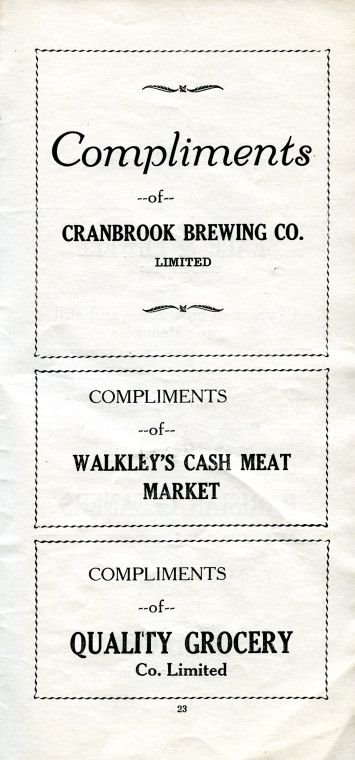 Compliments
--of--
CRANBROOK BREWING CO.
LIMITED
COMPLIMENTS
--of--
WALKLEY'S CASH MEAT
MARKET
COMPLIMENTS
--of--
QUALITY GROCERY
Co. Limited
23